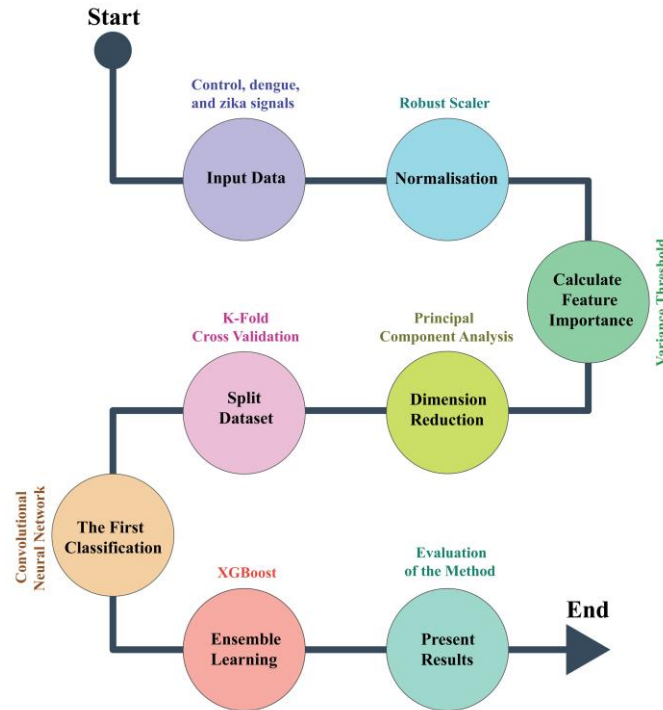 Start
Control, dengue,
and zika signals
Input Data
Robust Scaler
Normalisation
Calculate
Feature
Importance
Variance Threshold
Principal
Component Analysis
Dimension
Reduction
K-Fold
Cross Validation
Split
Dataset
Convolutional
Neural Network
The First
Classification
XGBoost
Ensemble
Learning
Evaluation
of the Method
Present
Results
End